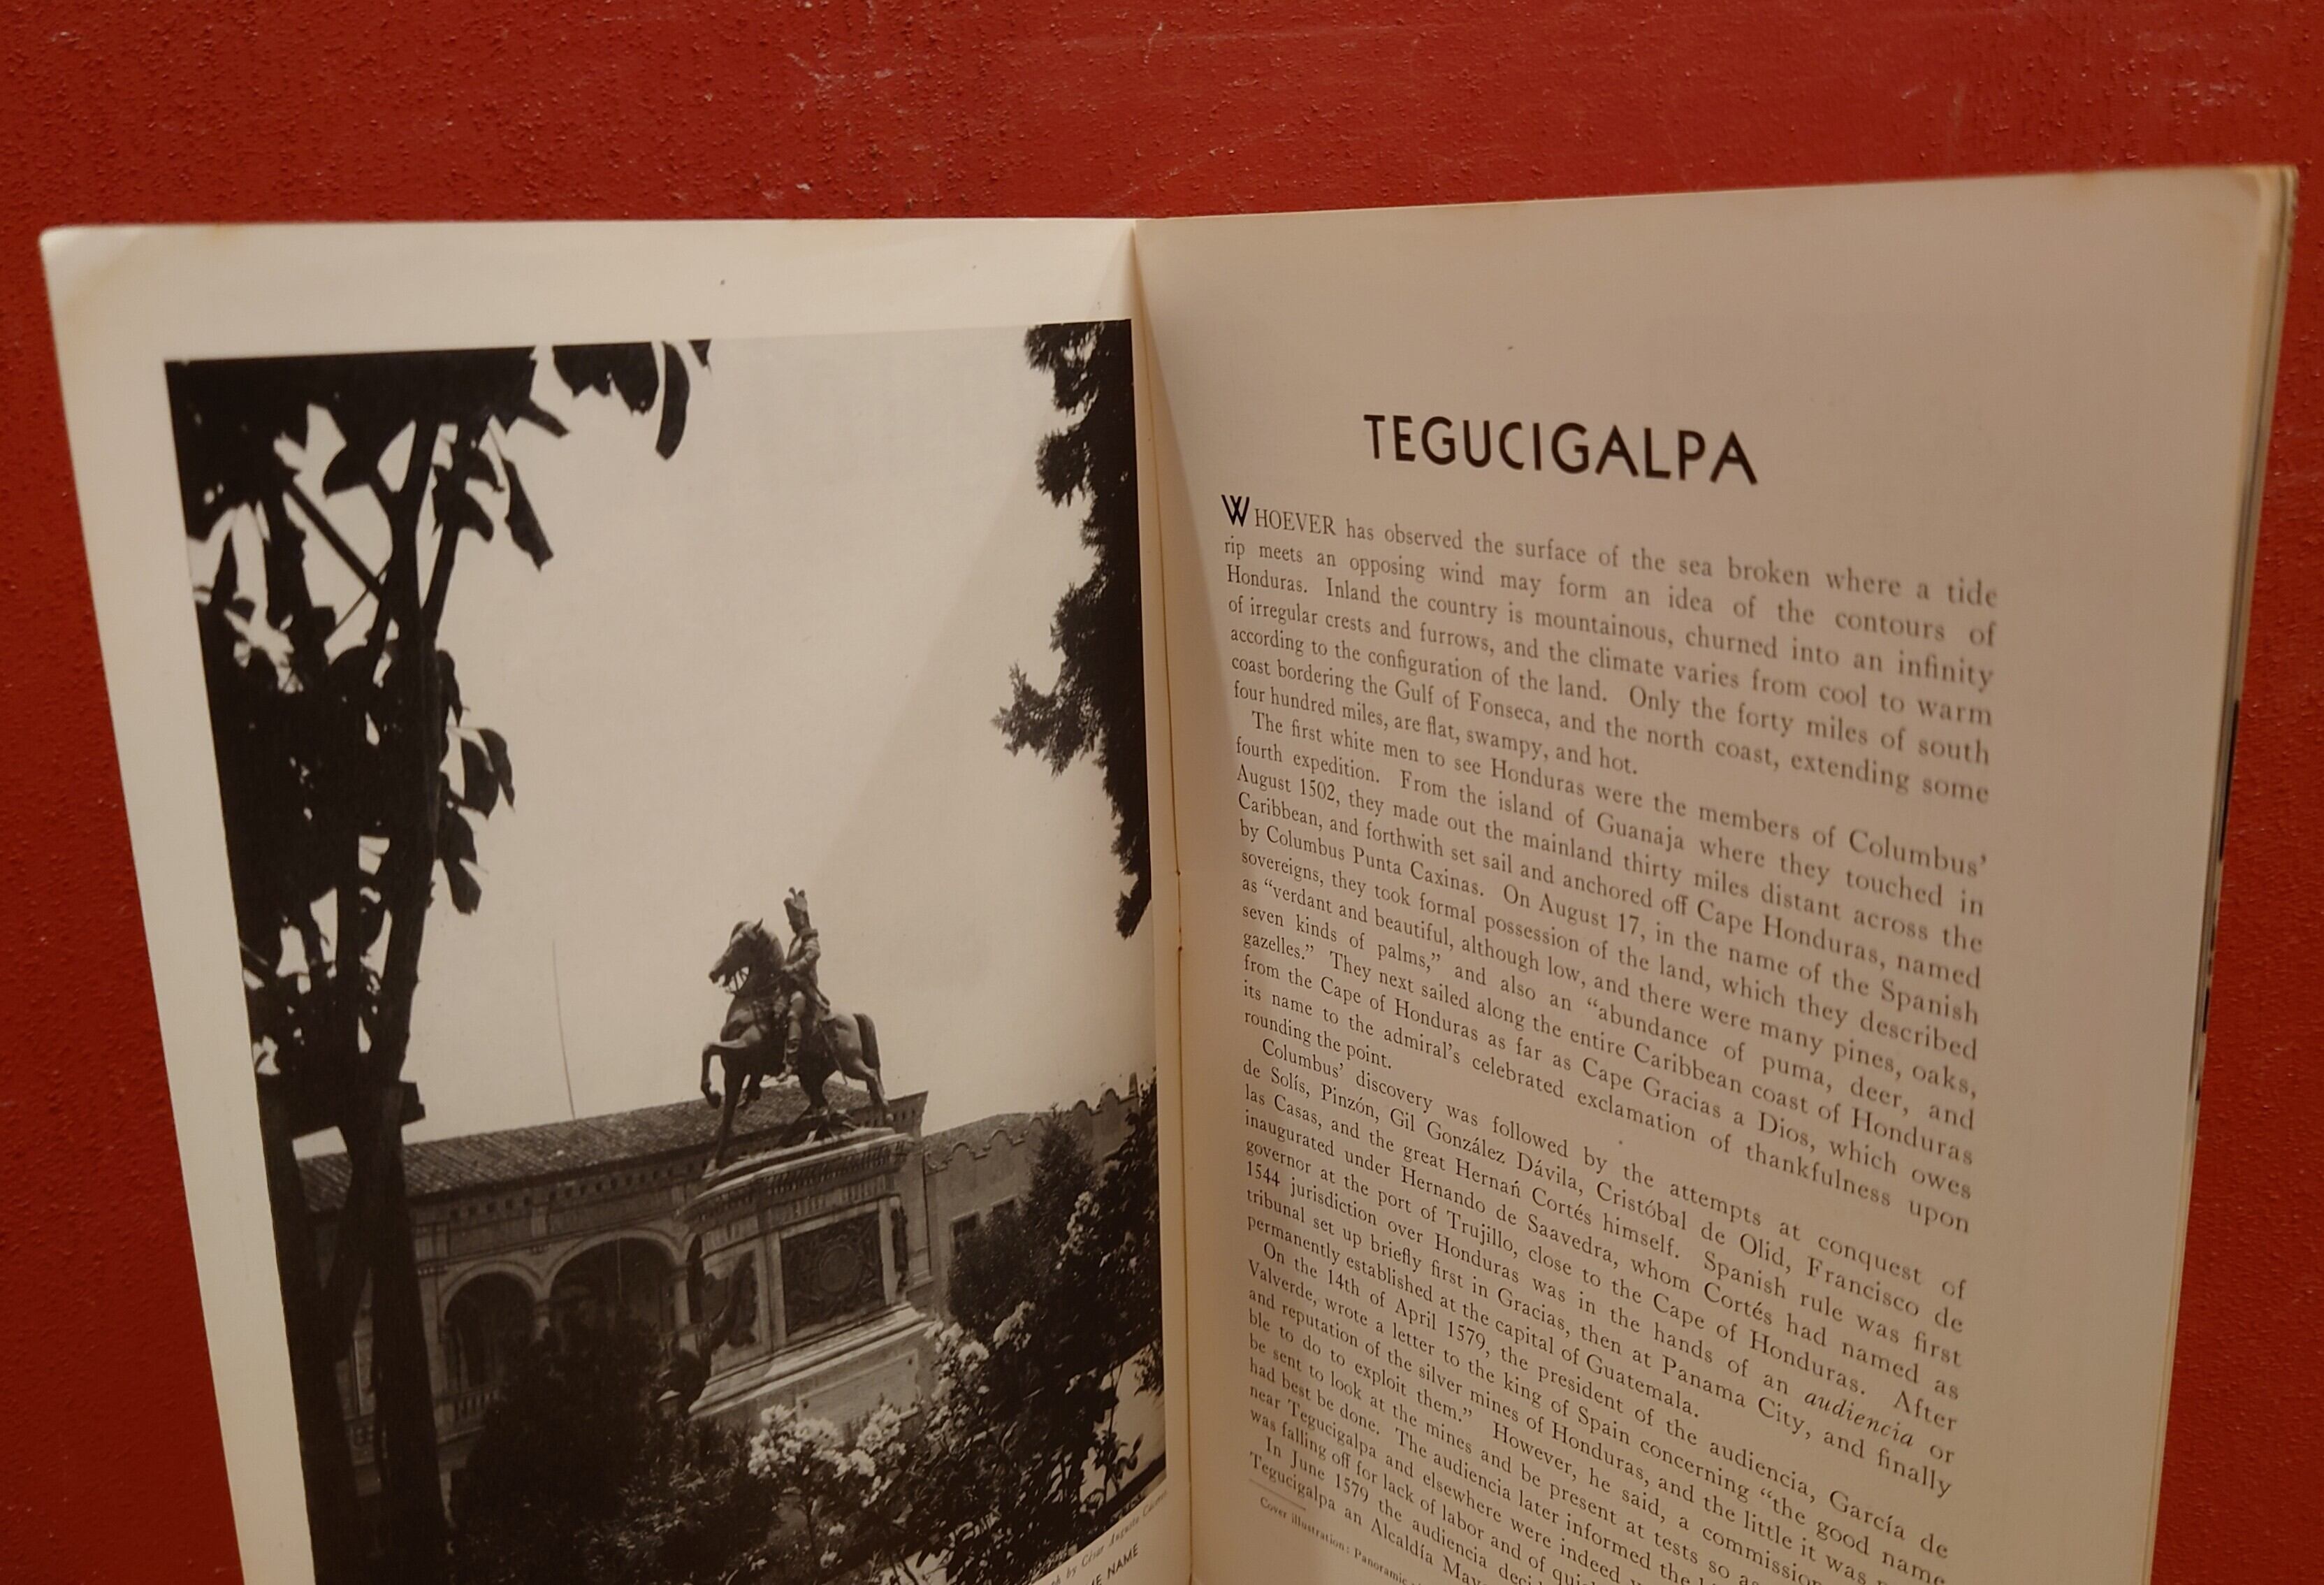 TEGUCIGALPA
WHOEVER has observed the surface of the sea broken where a tide
rip meets an opposing wind may form an idea of the contours of
Honduras. Inland the country is mountainous, churned into an infinity
of irregular crests and furrows, and the climate varies from cool to warm
according to the configuration of the land. Only the forty miles of south
coast bordering the Gulf of Fonseca, and the north coast, extending some
four hundred miles, are flat, swampy, and hot.
The first white men to see Honduras were the members of Columbus'
fourth expedition. From the island of Guanaja where they touched in
August 1502, they made out the mainland thirty miles distant across the
Caribbean, and forthwith set sail and anchored off Cape Honduras, named
by Columbus Punta Caxinas. On August 17, in the name of the Spanish
sovereigns, they took formal possession of the land, which they described
as "verdant and beautiful, although low, and there were many pines, oaks,
seven kinds of palms," and also an "abundance of puma, deer, and
gazelles." They next sailed along the entire Caribbean coast of Honduras
from the Cape of Honduras as far as Cape Gracias a Dios, which owes
its name to the admiral's celebrated exclamation of thankfulness upon
rounding the point.
Columbus' discovery was followed by the attempts at conquest of
de Solís, Pinzón, Gil González Dávila, Cristóbal de Olid, Francisco de
las Casas, and the great Hernán Cortés himself. Spanish rule was first
inaugurated under Hernando de Saavedra, whom Cortés had named as
governor at the port of Trujillo, close to the Cape of Honduras. After
1544 jurisdiction over Honduras was in the hands of an audiencia or
tribunal set up briefly first in Gracias, then at Panama City, and finally
permanently established at the capital of Guatemala.
On the 14th of April 1579, the president of the audiencia, García de
Valverde, wrote a letter to the king of Spain concerning "the good name
and reputation of the silver mines of Honduras, and the little it was
ble to do to exploit them." However, he said, a commission
be sent to look at the mines and be present at tests so as
had best be done. The audiencia later informed the
near Tegucigalpa and elsewhere were indeed
was falling off for lack of labor and of
In June 1579 the audiencia
Tegucigalpa an Alcaldía
Cover illustration: Panoramic
by César Augusto
NAME